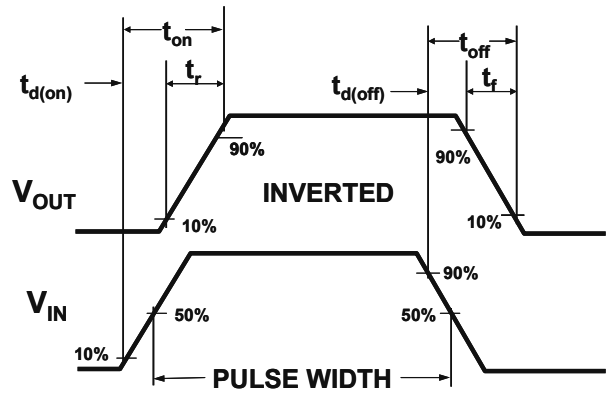 t_on
t_off
t_d(on)
t_r
t_d(off)
t_f
90%
90%
V_OUT
INVERTED
10%
10%
90%
V_IN
50%
50%
10%
PULSE WIDTH